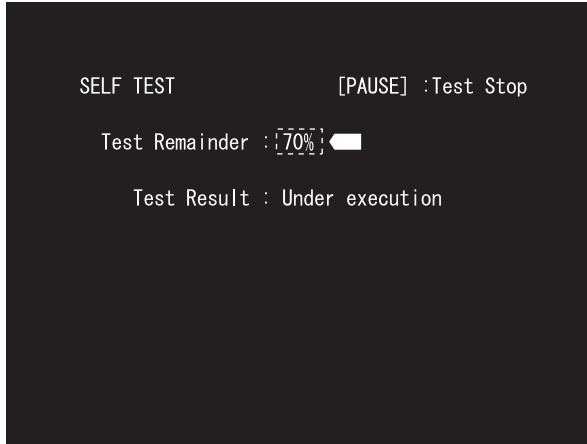 SELF TEST [PAUSE] :Test Stop
Test Remainder : 70%
Test Result : Under execution